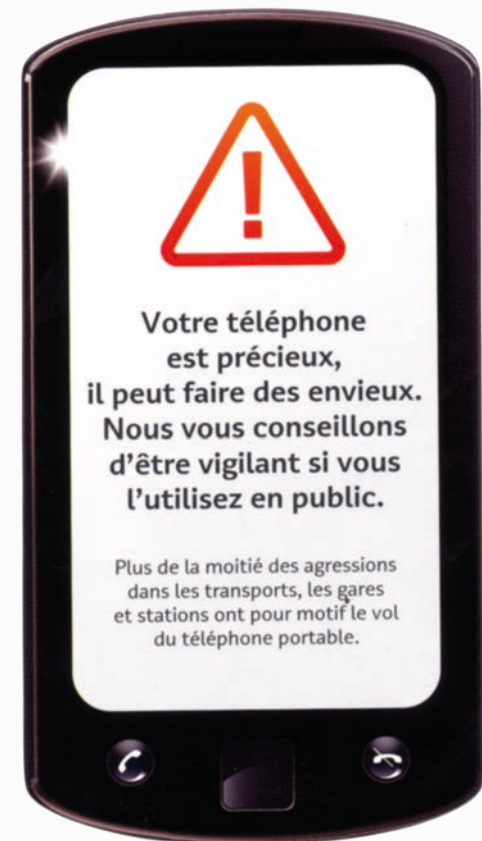 !
Votre téléphone
est précieux,
il peut faire des envieux.
Nous vous conseillons
d'être vigilant si vous
l'utilisez en public.
Plus de la moitié des agressions
dans les transports, les gares
et stations ont pour motif le vol
du téléphone portable.